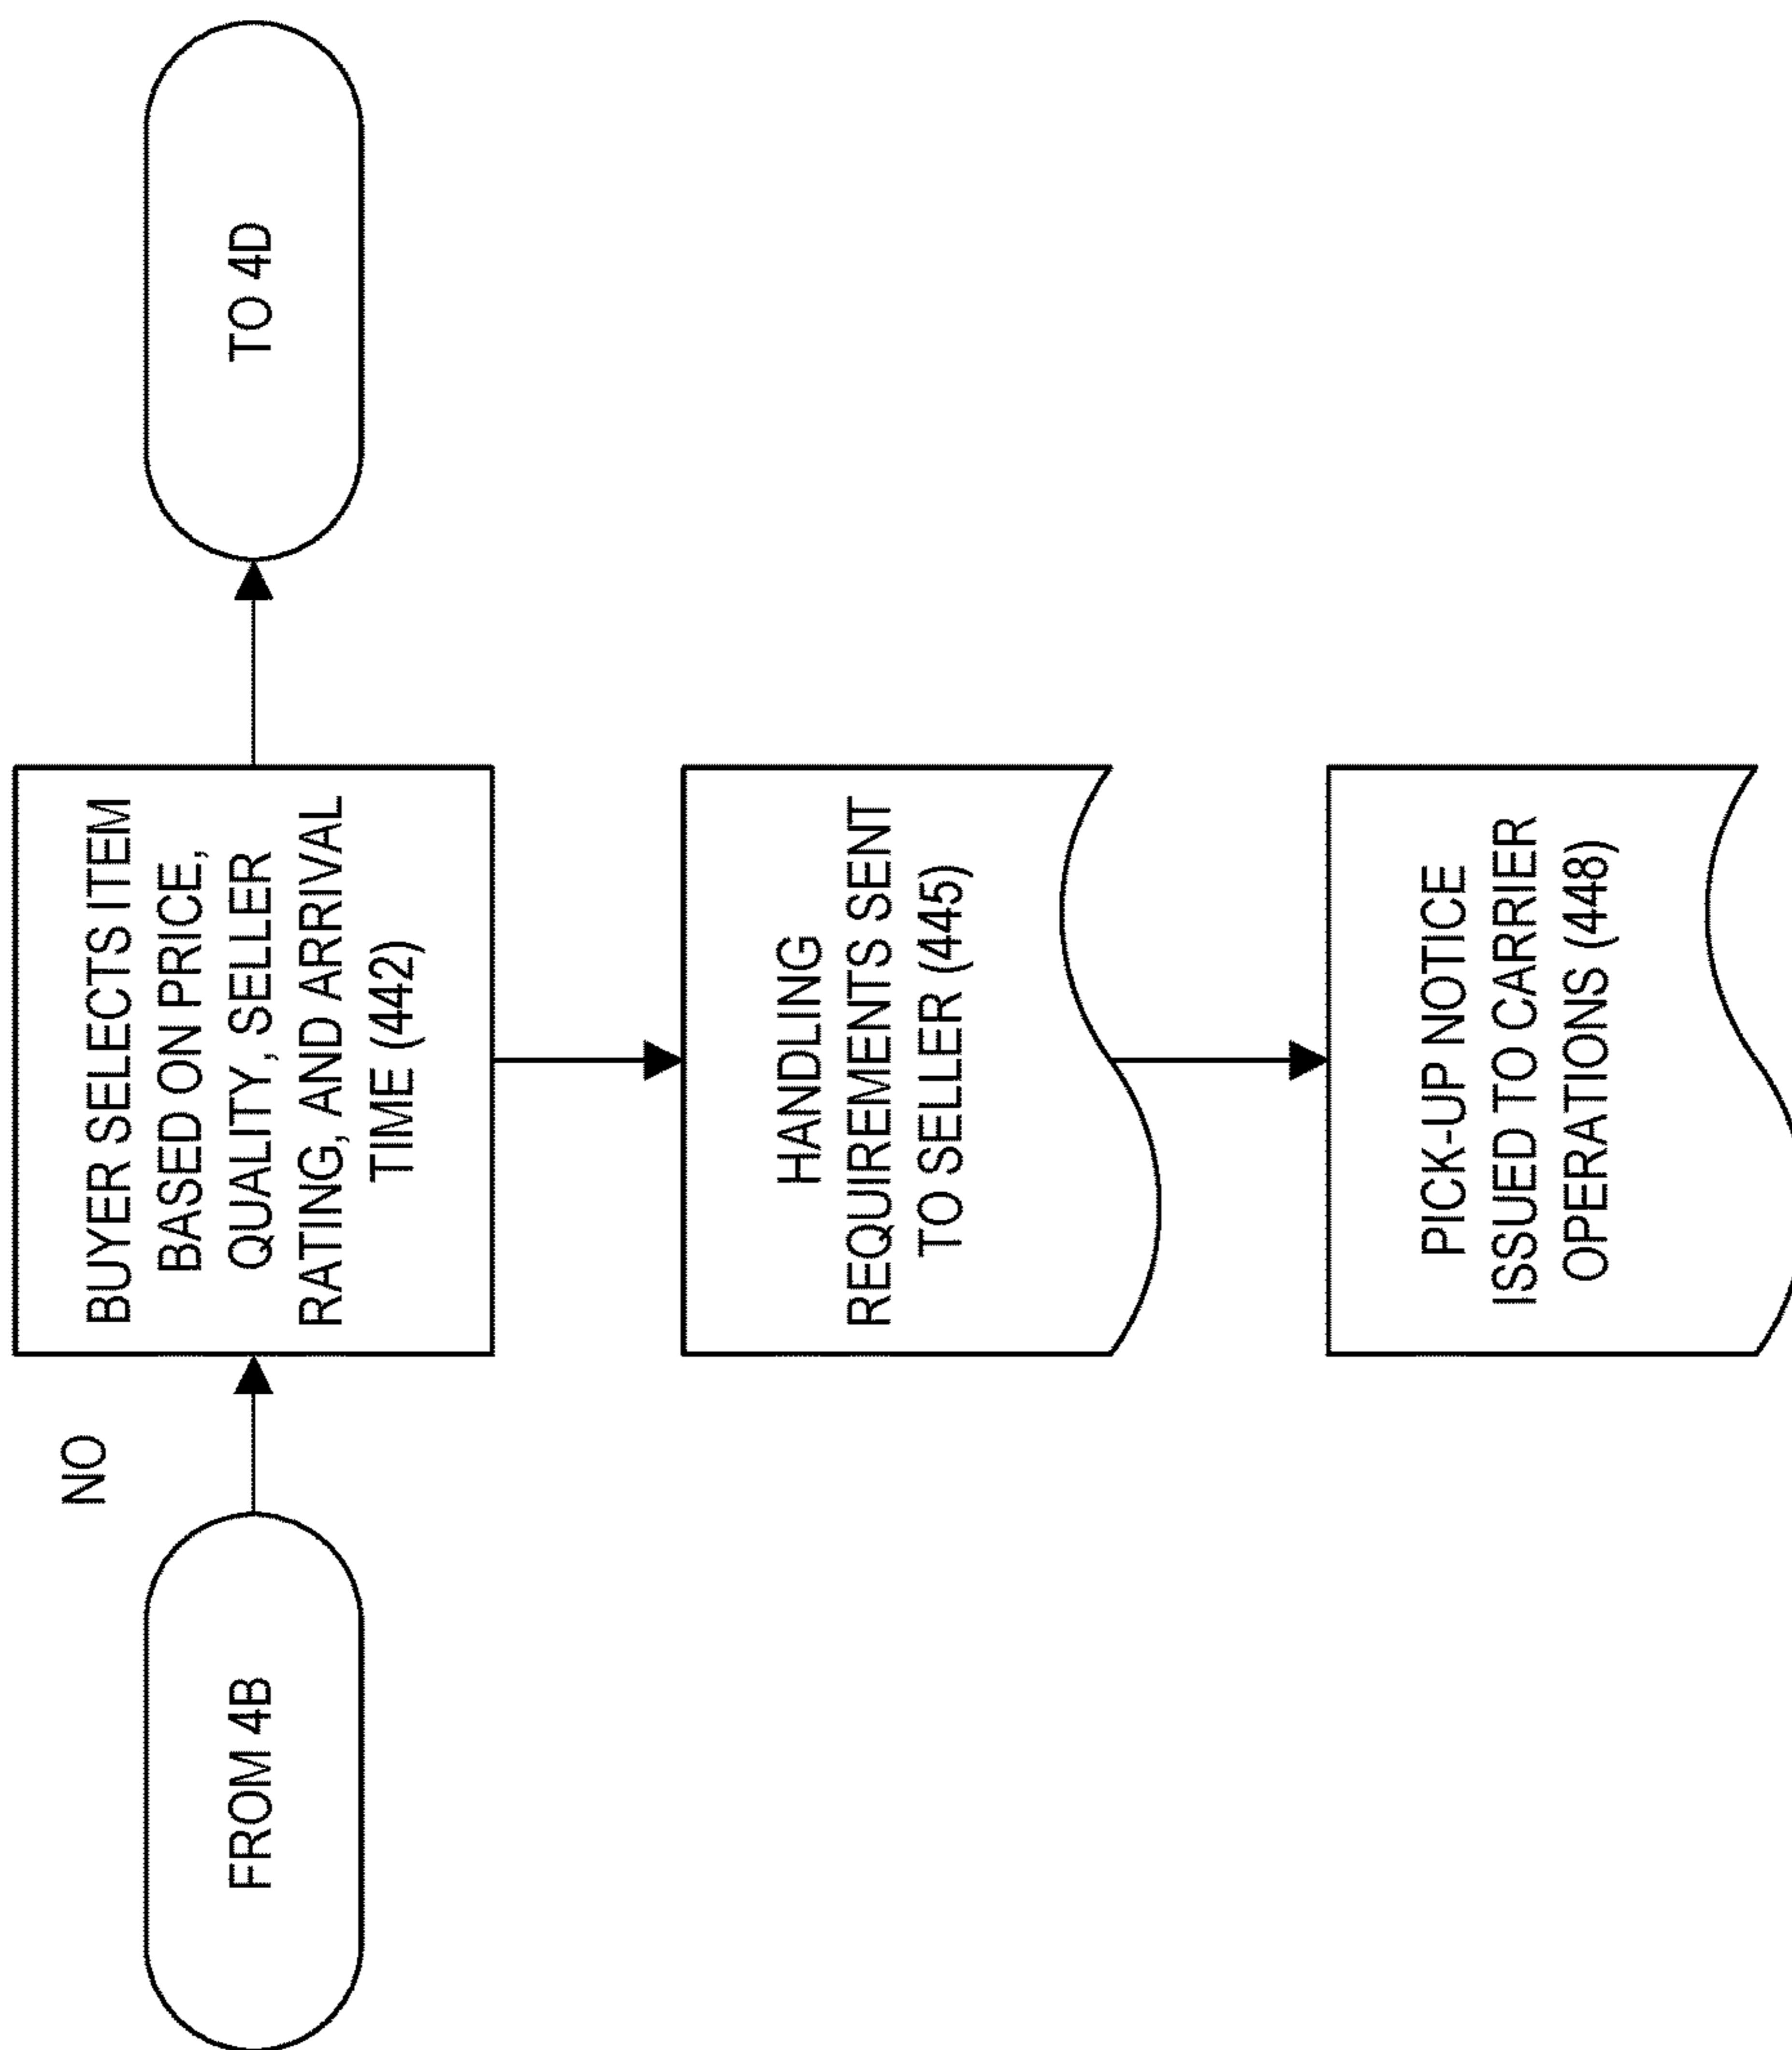 FROM 4B
NO
BUYER SELECTS ITEM
BASED ON PRICE,
QUALITY, SELLER
RATING, AND ARRIVAL
TIME (442)
TO 4D
HANDLING
REQUIREMENTS SENT
TO SELLER (445)
PICK-UP NOTICE
ISSUED TO CARRIER
OPERATIONS (448)